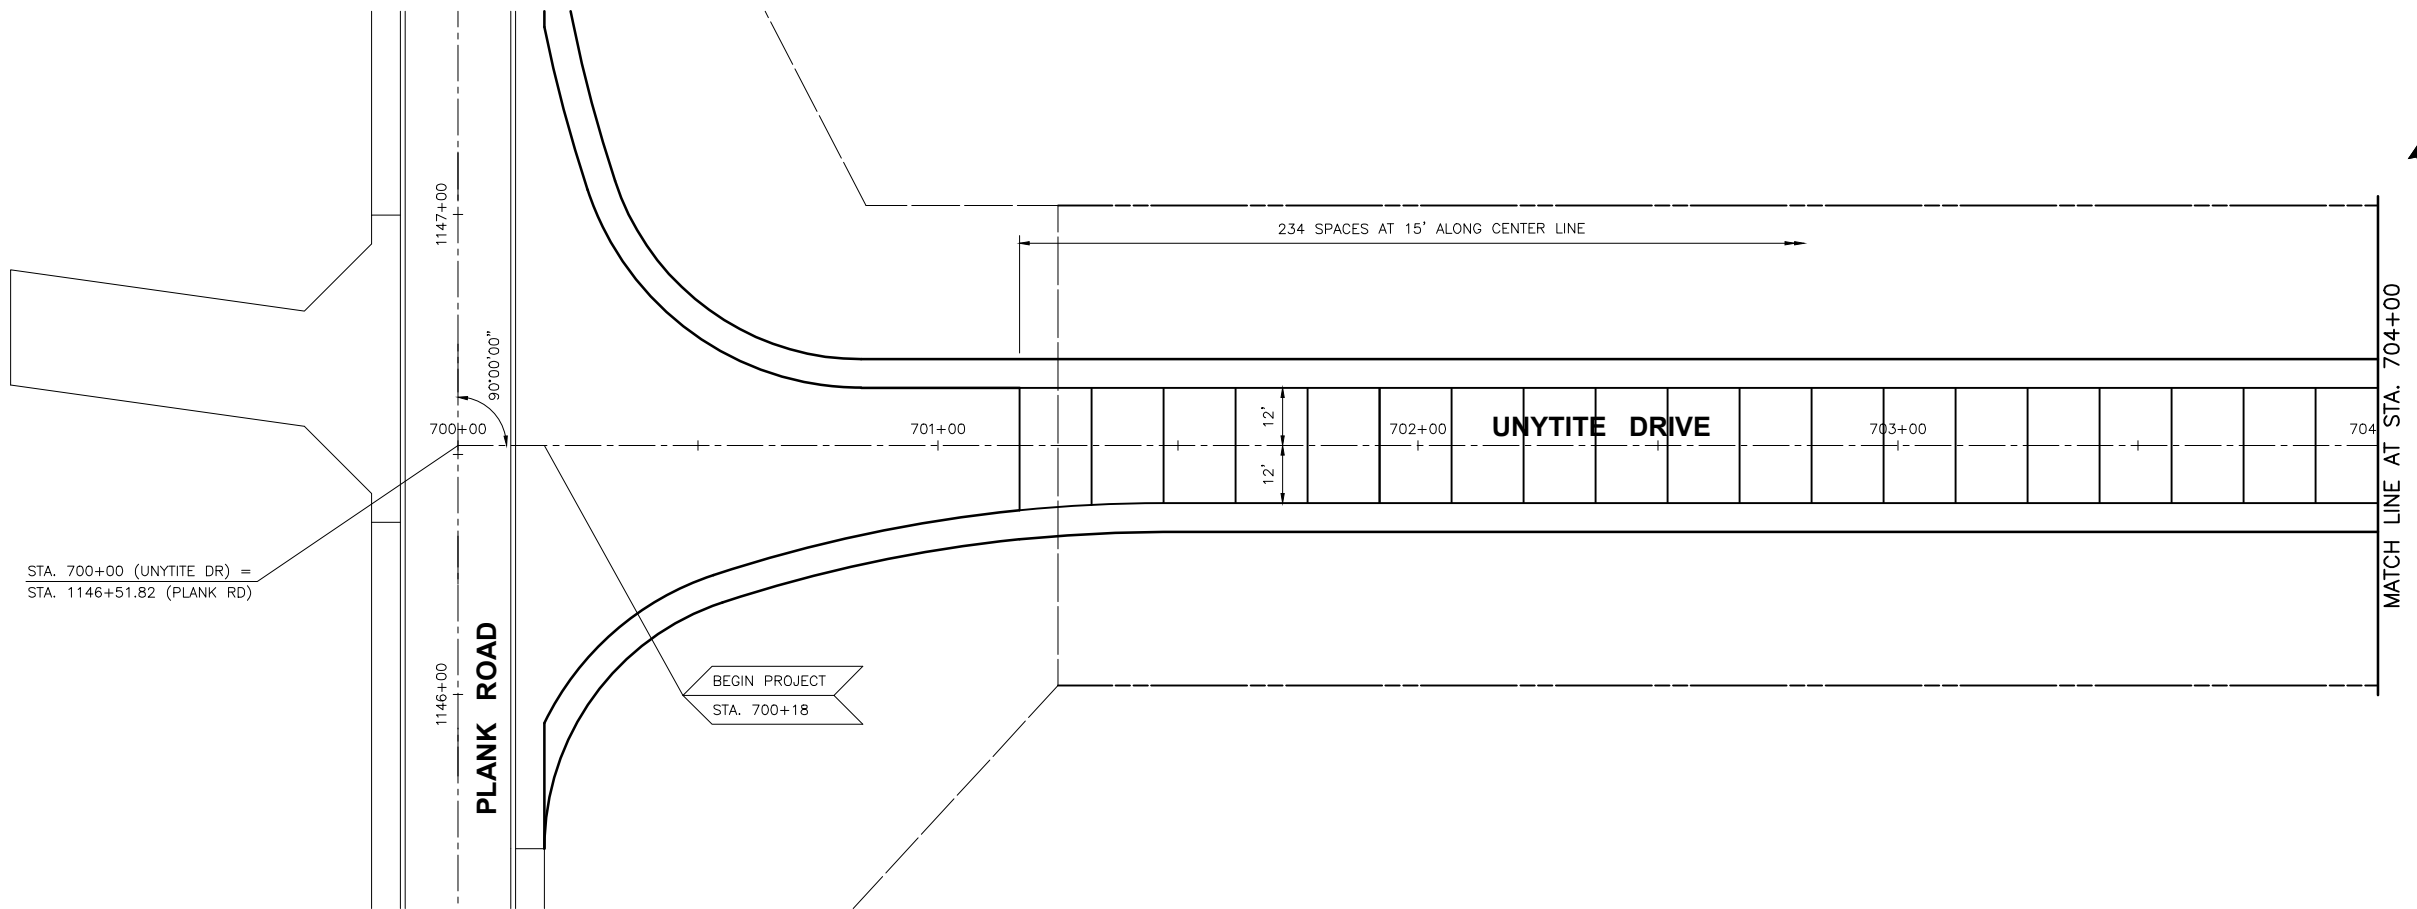 1147+00
234 SPACES AT 15' ALONG CENTER LINE
90°00'00"
700+00
701+00
12'
12'
702+00
UNYTITE DRIVE
703+00
704
MATCH LINE AT STA. 704+00
STA. 700+00 (UNYTITE DR) =
STA. 1146+51.82 (PLANK RD)
PLANK ROAD
1146+00
BEGIN PROJECT
STA. 700+18